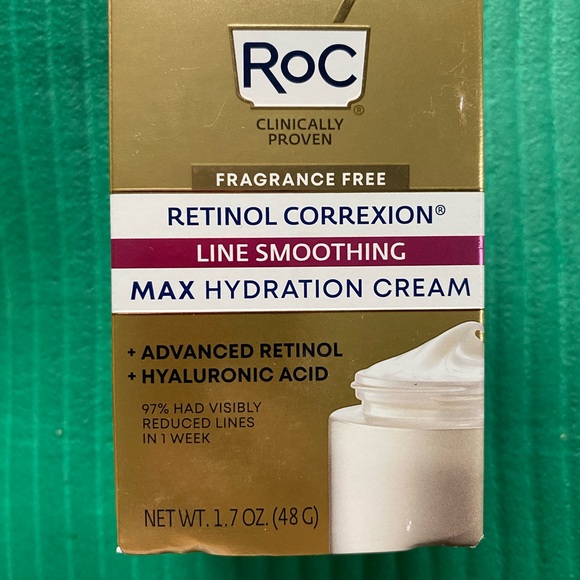 RoC®
CLINICALLY
PROVEN
FRAGRANCE FREE
RETINOL CORREXION®
LINE SMOOTHING
MAX HYDRATION CREAM
+ ADVANCED RETINOL
+ HYALURONIC ACID
97% HAD VISIBLY
REDUCED LINES
IN 1 WEEK
NET WT. 1.7 OZ. (48 G)